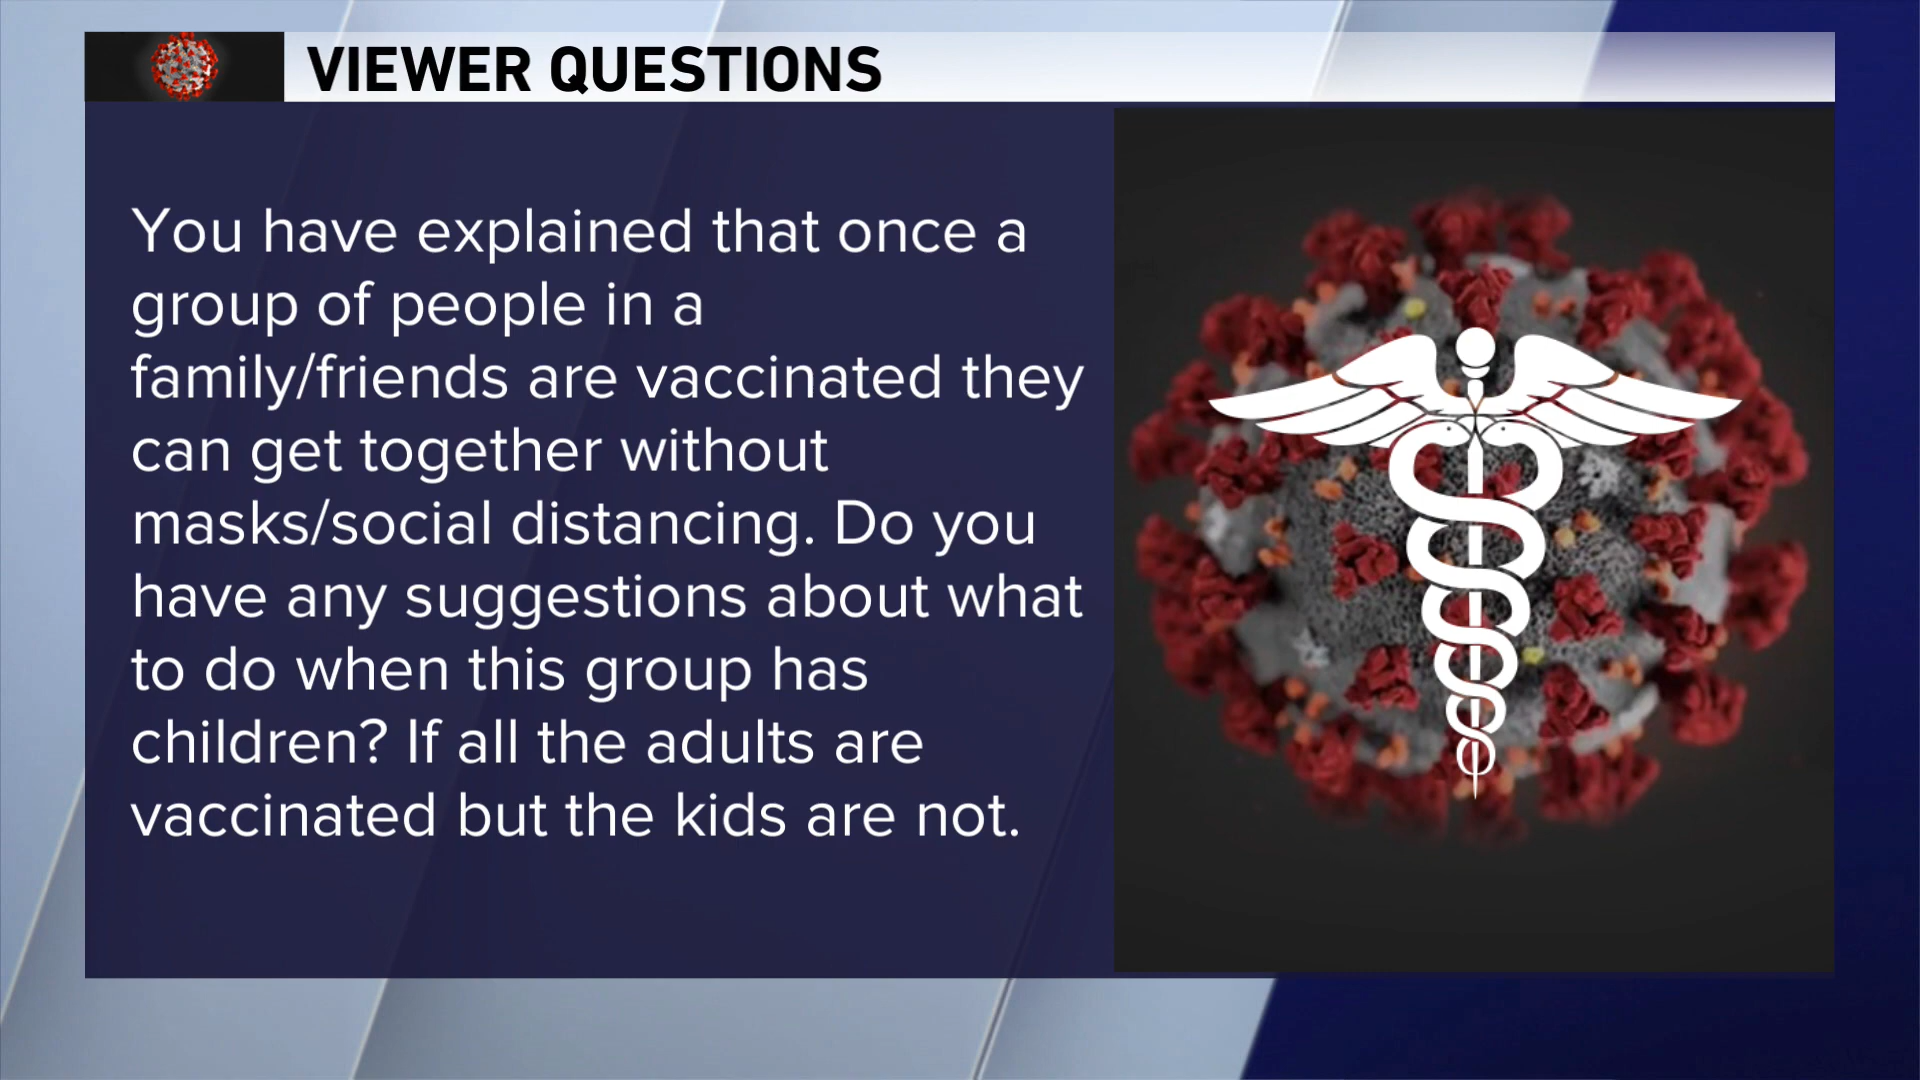 VIEWER QUESTIONS
You have explained that once a
group of people in a
family/friends are vaccinated they
can get together without
masks/social distancing. Do you
have any suggestions about what
to do when this group has
children? If all the adults are
vaccinated but the kids are not.